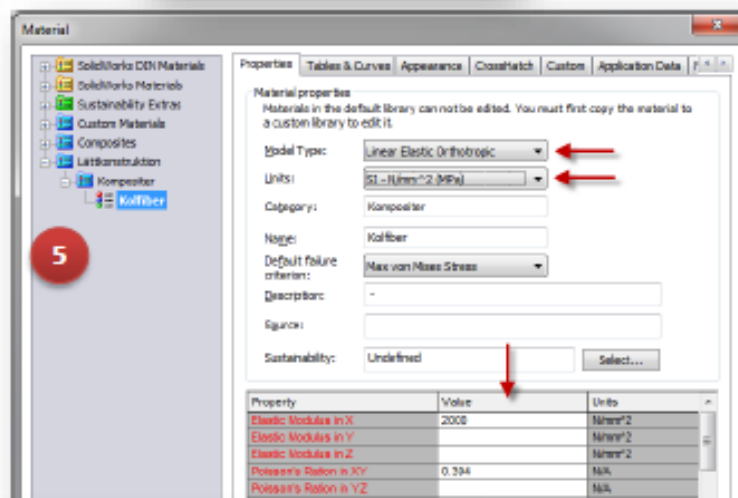 Material
SolidWorks DIN Materials
SolidWorks Materials
Sustainability Extras
Custom Materials
Composites
Lättkonstruktion
Kompositer
Kolfiber
5
Properties Tables & Curves Appearance CrossHatch Custom Application Data
Material properties
Materials in the default library can not be edited. You must first copy the material to
a custom library to edit it.
Model Type: Linear Elastic Orthotropic
Units: SI - N/mm^2 (MPa)
Category: Kompositer
Name: Kolfiber
Default failure
criterion: Max von Mises Stress
Description: -
Source:
Sustainability: Undefined Select...
Property Value Units
Elastic Modulus in X 2000 N/mm^2
Elastic Modulus in Y N/mm^2
Elastic Modulus in Z N/mm^2
Poisson's Ration in XY 0.394 N/A
Poisson's Ration in YZ N/A